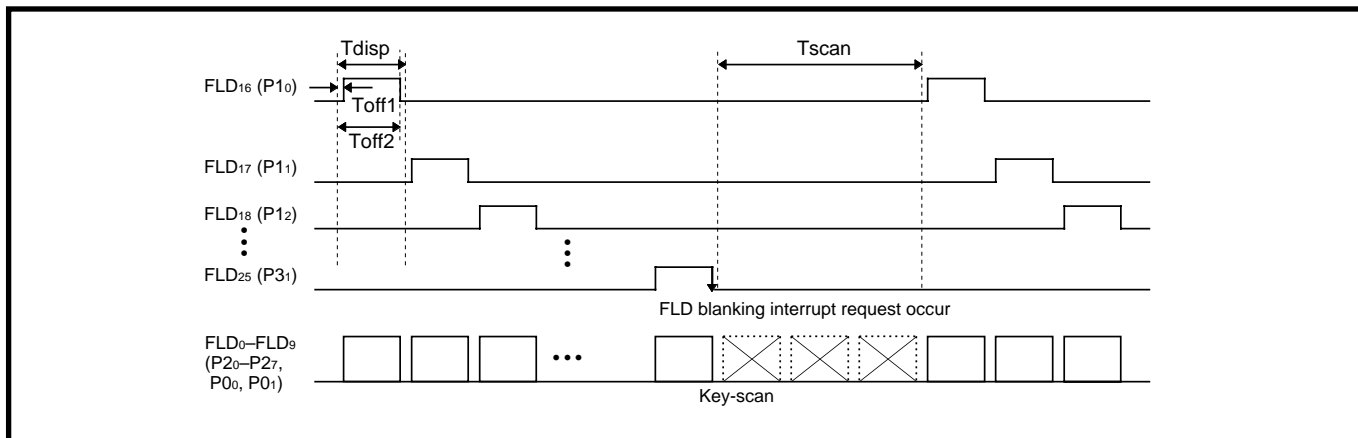 Tdisp
Tscan
FLD16 (P10)
Toff1
Toff2
FLD17 (P11)
FLD18 (P12)
FLD25 (P31)
FLD blanking interrupt request occur
FLD0–FLD9
(P20–P27,
P00, P01)
Key-scan